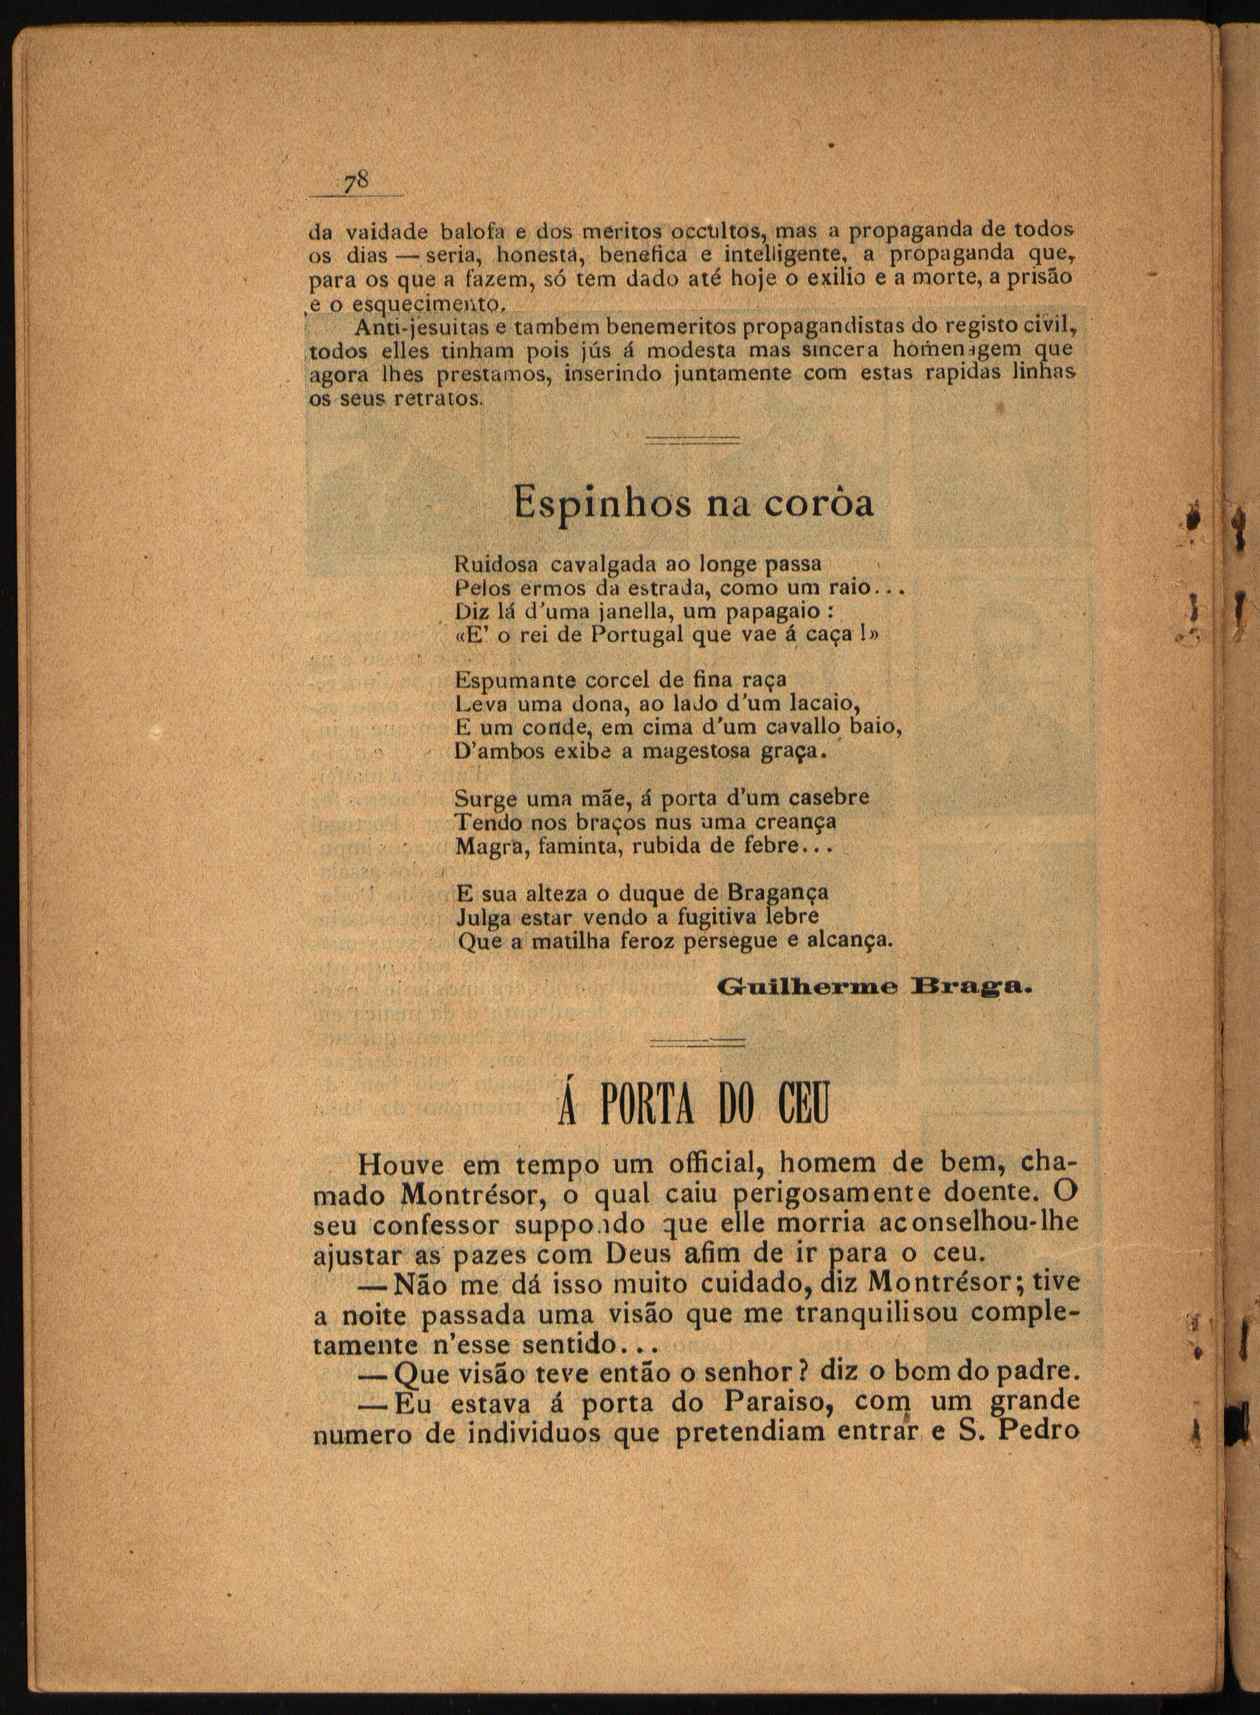 78
da vaidade balofa e dos meritos occultos, mas a propaganda de todos
os dias — seria, honesta, benefica e intelligente, a propaganda que,
para os que a fazem, só tem dado até hoje o exilio e a morte, a prisão
e o esquecimento.
Anti-jesuitas e tambem benemeritos propagandistas do registo civil,
todos elles tinham pois jús á modesta mas sincera homenagem que
agora lhes prestamos, inserindo juntamente com estas rapidas linhas
os seus retratos.
Espinhos na corôa
Ruidosa cavalgada ao longe passa
Pelos ermos da estrada, como um raio...
Diz lá d'uma janella, um papagaio :
«E' o rei de Portugal que vae á caça !»
Espumante corcel de fina raça
Leva uma dona, ao lado d'um lacaio,
E um conde, em cima d'um cavallo baio,
D'ambos exibe a magestosa graça.
Surge uma mãe, á porta d'um casebre
Tendo nos braços nus uma creança
Magra, faminta, rubida de febre...
E sua alteza o duque de Bragança
Julga estar vendo a fugitiva lebre
Que a matilha feroz persegue e alcança.
Guilherme Braga.
Á PORTA DO CEU
Houve em tempo um official, homem de bem, cha-
mado Montrésor, o qual caiu perigosamente doente. O
seu confessor suppondo que elle morria aconselhou-lhe
ajustar as pazes com Deus afim de ir para o ceu.
— Não me dá isso muito cuidado, diz Montrésor; tive
a noite passada uma visão que me tranquilisou comple-
tamente n'esse sentido...
— Que visão teve então o senhor ? diz o bom do padre.
— Eu estava á porta do Paraiso, com um grande
numero de individuos que pretendiam entrar e S. Pedro